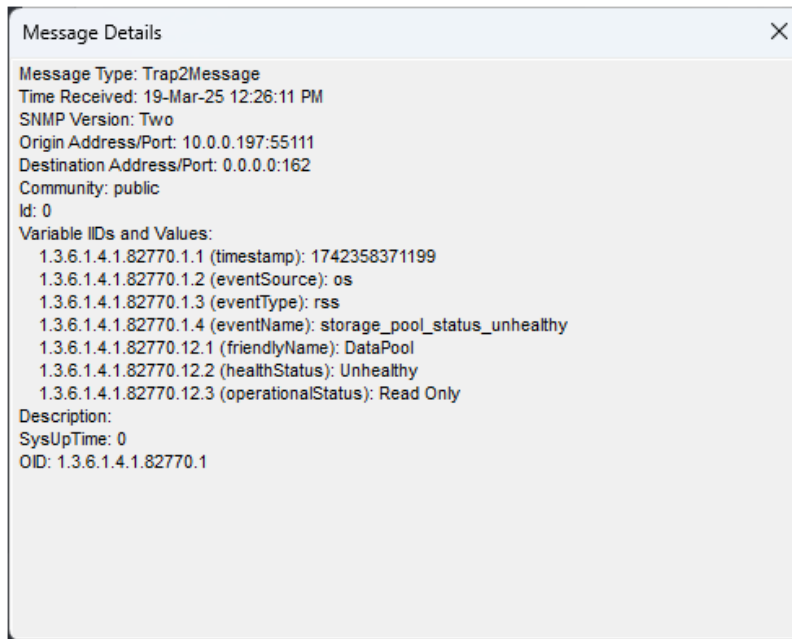 Message Details
Message Type: Trap2Message
Time Received: 19-Mar-25 12:26:11 PM
SNMP Version: Two
Origin Address/Port: 10.0.0.197:55111
Destination Address/Port: 0.0.0.0:162
Community: public
Id: 0
Variable IIDs and Values:
1.3.6.1.4.1.82770.1.1 (timestamp): 1742358371199
1.3.6.1.4.1.82770.1.2 (eventSource): os
1.3.6.1.4.1.82770.1.3 (eventType): rss
1.3.6.1.4.1.82770.1.4 (eventName): storage_pool_status_unhealthy
1.3.6.1.4.1.82770.12.1 (friendlyName): DataPool
1.3.6.1.4.1.82770.12.2 (healthStatus): Unhealthy
1.3.6.1.4.1.82770.12.3 (operationalStatus): Read Only
Description:
SysUpTime: 0
OID: 1.3.6.1.4.1.82770.1